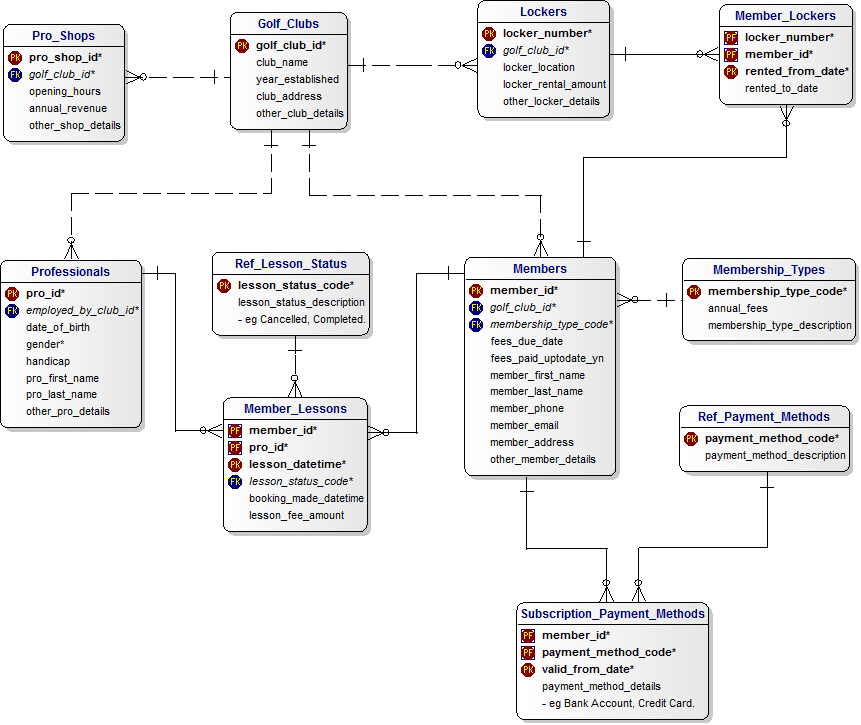 Pro_Shops
PK pro_shop_id*
FK golf_club_id*
opening_hours
annual_revenue
other_shop_details
Golf_Clubs
PK golf_club_id*
club_name
year_established
club_address
other_club_details
Lockers
PK locker_number*
FK golf_club_id*
locker_location
locker_rental_amount
other_locker_details
Member_Lockers
PF locker_number*
PF member_id*
PK rented_from_date*
rented_to_date
Professionals
PK pro_id*
FK employed_by_club_id*
date_of_birth
gender*
handicap
pro_first_name
pro_last_name
other_pro_details
Ref_Lesson_Status
PK lesson_status_code*
lesson_status_description
- eg Cancelled, Completed.
Members
PK member_id*
FK golf_club_id*
FK membership_type_code*
fees_due_date
fees_paid_uptodate_yn
member_first_name
member_last_name
member_phone
member_email
member_address
other_member_details
Membership_Types
PK membership_type_code*
annual_fees
membership_type_description
Member_Lessons
PF member_id*
PF pro_id*
PK lesson_datetime*
FK lesson_status_code*
booking_made_datetime
lesson_fee_amount
Ref_Payment_Methods
PK payment_method_code*
payment_method_description
Subscription_Payment_Methods
PF member_id*
PF payment_method_code*
PK valid_from_date*
payment_method_details
- eg Bank Account, Credit Card.